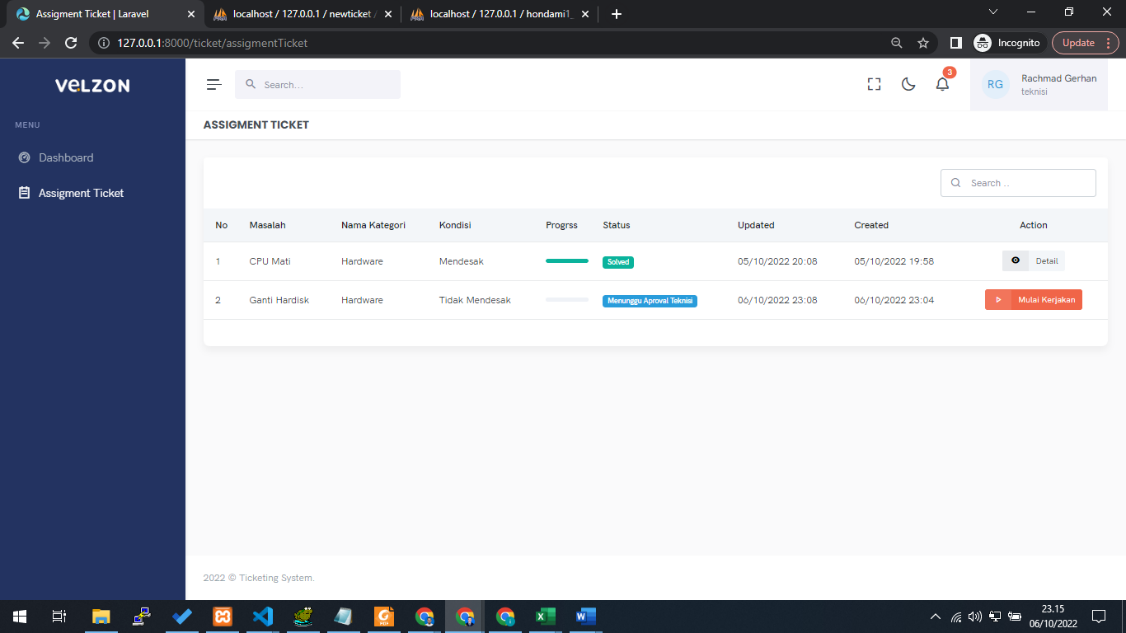 Assigment Ticket | Laravel
localhost / 127.0.0.1 / newticket /
localhost / 127.0.0.1 / hondami1_
127.0.0.1:8000/ticket/assigmentTicket
Incognito
Update
VELZON
Search...
3
RG
Rachmad Gerhan
teknisi
MENU
Dashboard
Assigment Ticket
ASSIGMENT TICKET
Search ..
No Masalah Nama Kategori Kondisi Progrss Status Updated Created Action
1 CPU Mati Hardware Mendesak Solved 05/10/2022 20:08 05/10/2022 19:58 Detail
2 Ganti Hardisk Hardware Tidak Mendesak Menunggu Aproval Teknisi 06/10/2022 23:08 06/10/2022 23:04 Mulai Kerjakan
2022 © Ticketing System.
23.15
06/10/2022